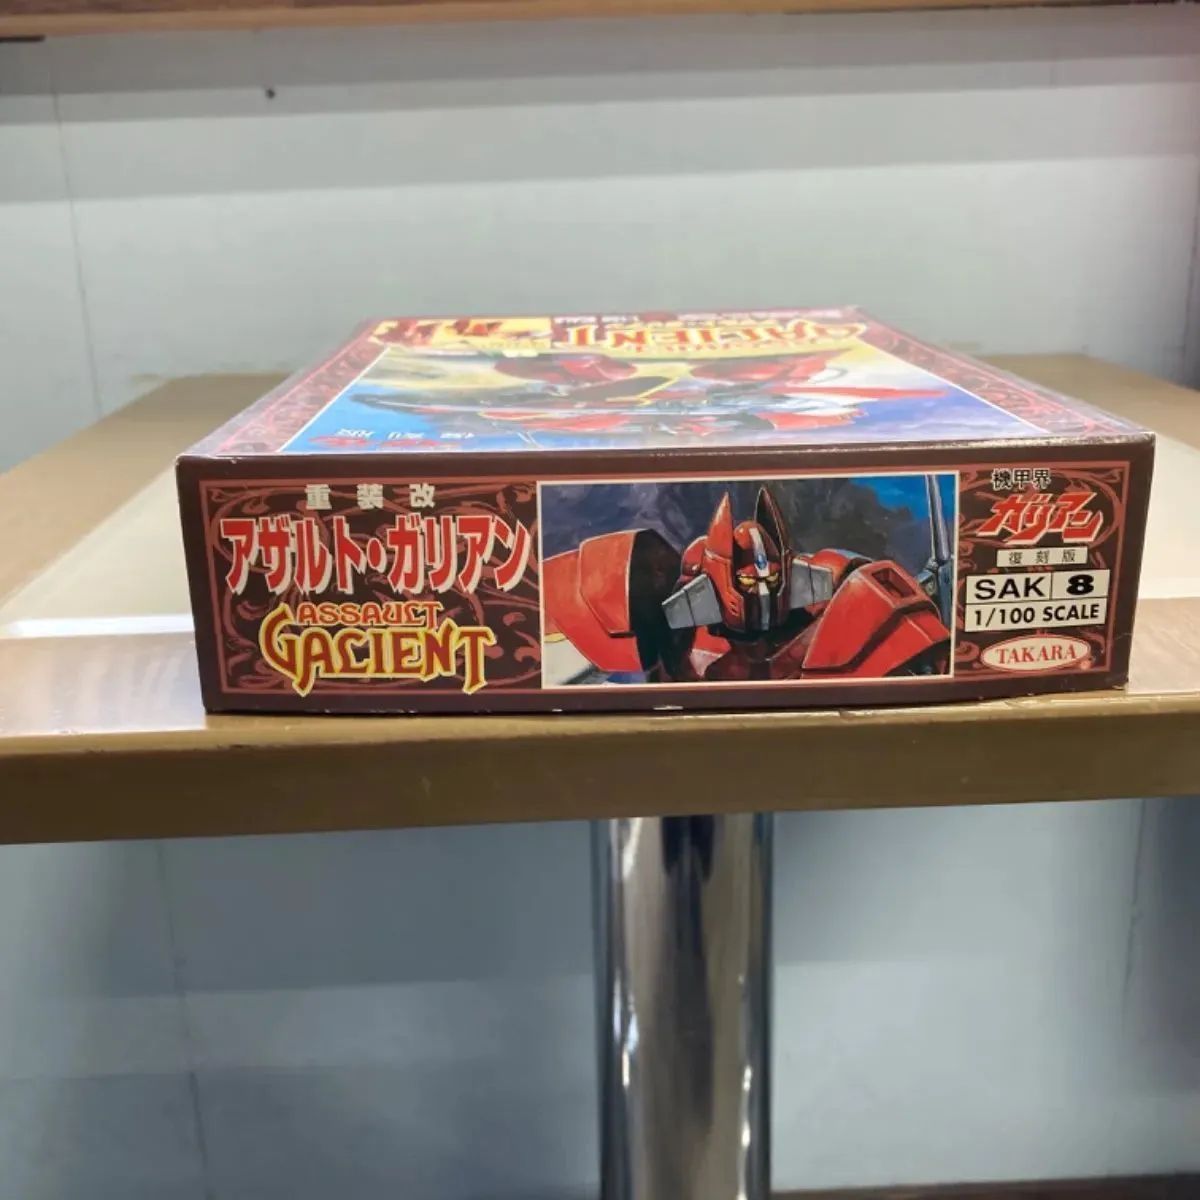 重装改
アザルト・ガリアン
ASSAULT
GALIENT
機甲界
ガリアン
復刻版
SAK 8
1/100 SCALE
TAKARA